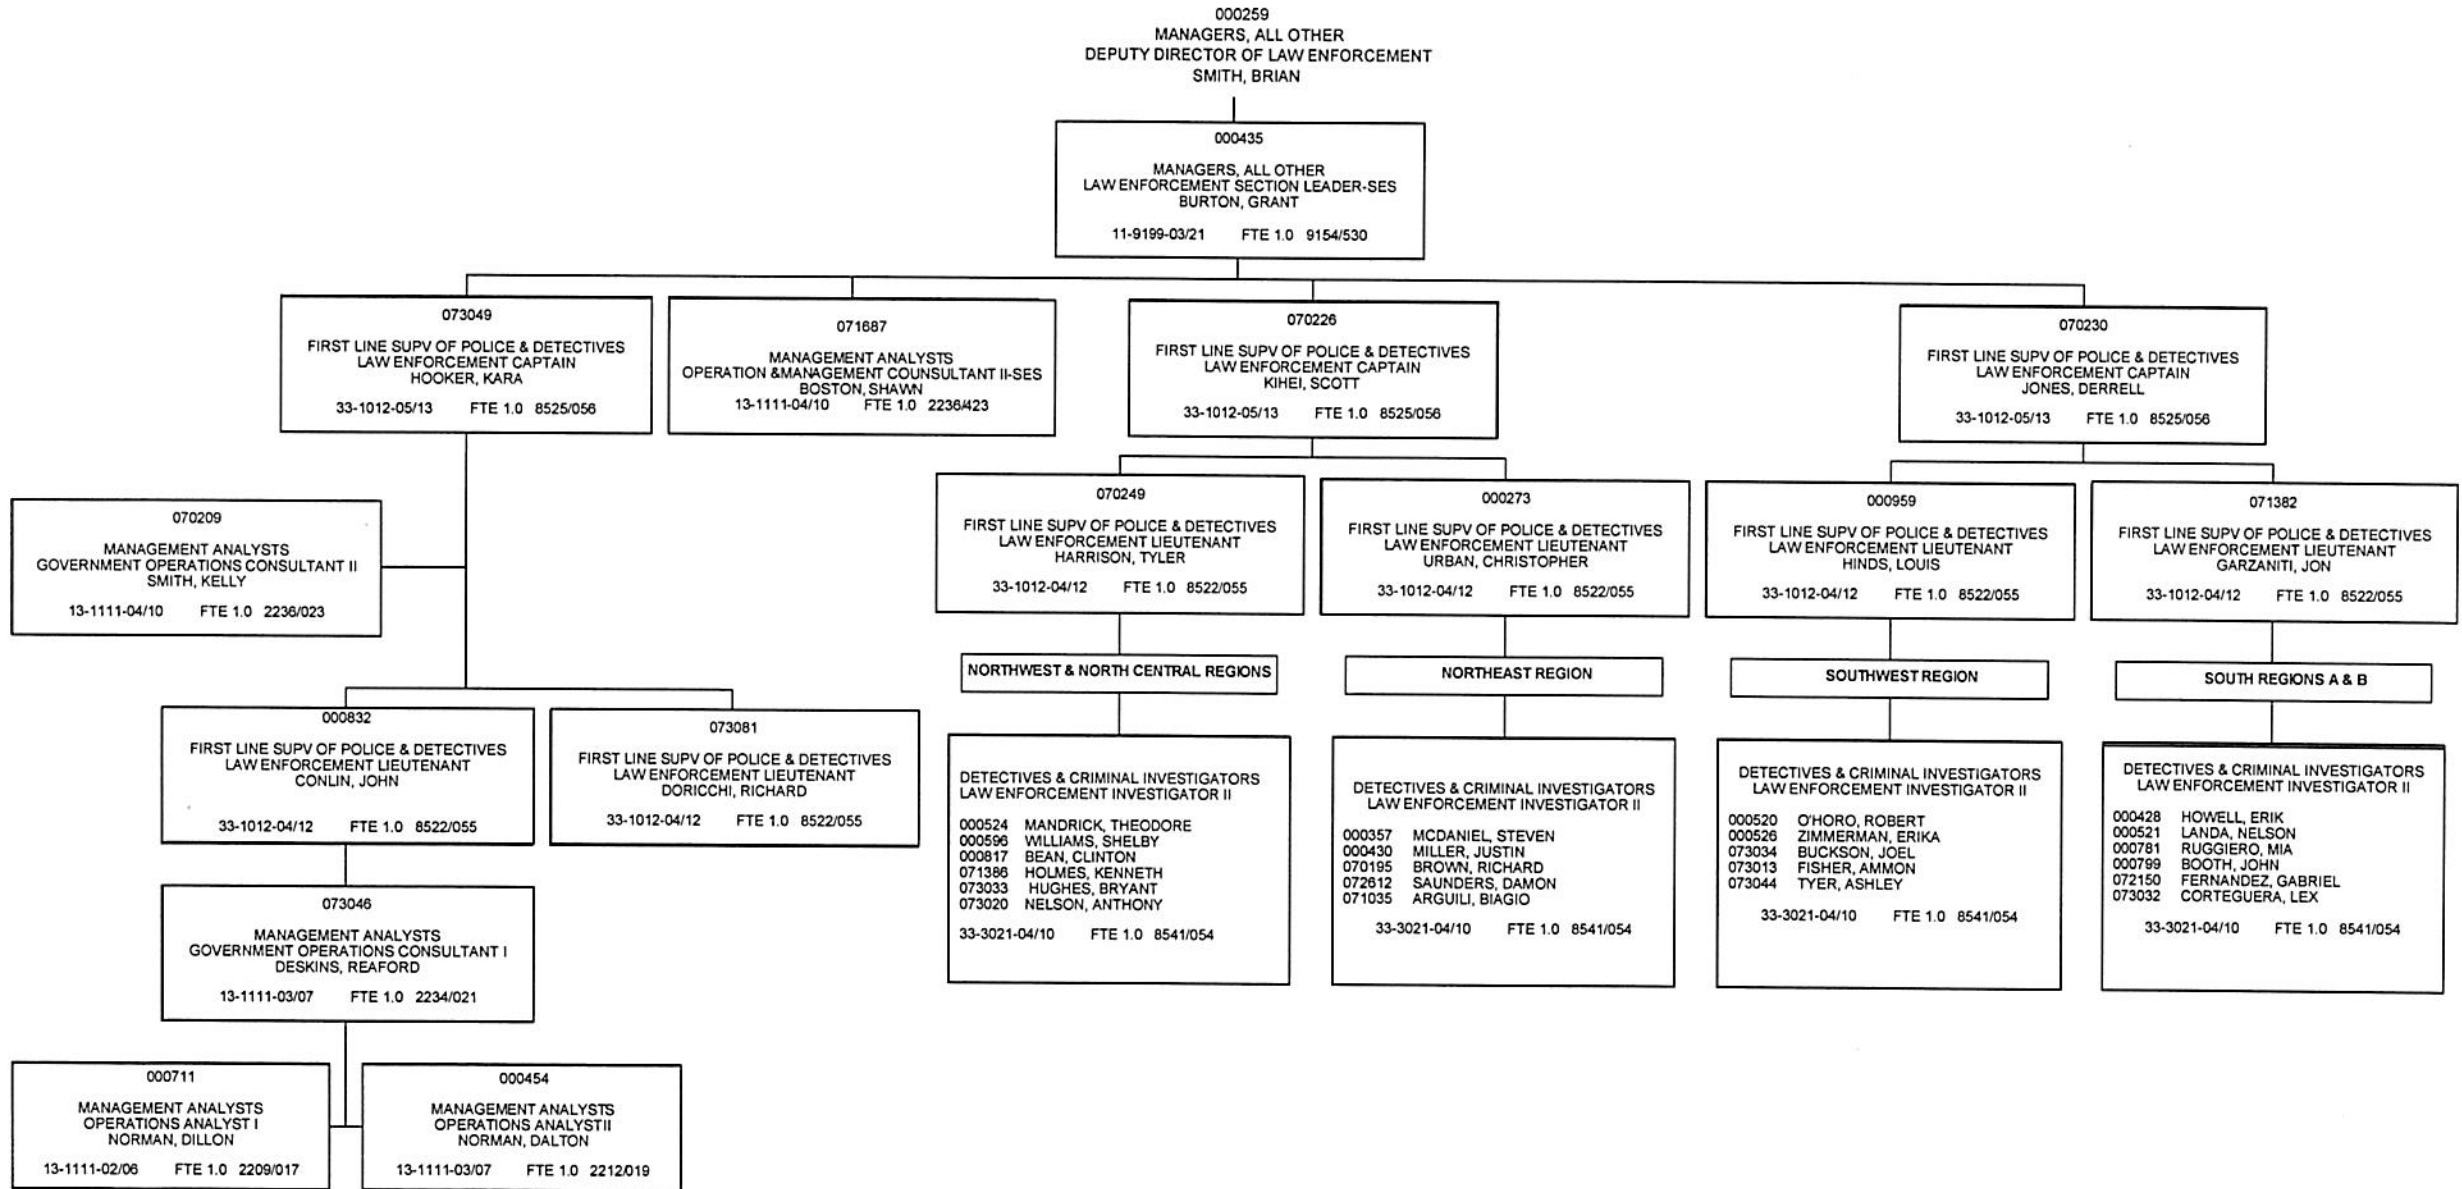 000259
MANAGERS, ALL OTHER
DEPUTY DIRECTOR OF LAW ENFORCEMENT
SMITH, BRIAN
000435
MANAGERS, ALL OTHER
LAW ENFORCEMENT SECTION LEADER-SES
BURTON, GRANT
11-9199-03/21 FTE 1.0 9154/530
073049
FIRST LINE SUPV OF POLICE & DETECTIVES
LAW ENFORCEMENT CAPTAIN
HOOKER, KARA
33-1012-05/13 FTE 1.0 8525/056
071687
MANAGEMENT ANALYSTS
OPERATION &MANAGEMENT COUNSULTANT II-SES
BOSTON, SHAWN
13-1111-04/10 FTE 1.0 2236/423
070226
FIRST LINE SUPV OF POLICE & DETECTIVES
LAW ENFORCEMENT CAPTAIN
KIHEI, SCOTT
33-1012-05/13 FTE 1.0 8525/056
070230
FIRST LINE SUPV OF POLICE & DETECTIVES
LAW ENFORCEMENT CAPTAIN
JONES, DERRELL
33-1012-05/13 FTE 1.0 8525/056
070209
MANAGEMENT ANALYSTS
GOVERNMENT OPERATIONS CONSULTANT II
SMITH, KELLY
13-1111-04/10 FTE 1.0 2236/023
070249
FIRST LINE SUPV OF POLICE & DETECTIVES
LAW ENFORCEMENT LIEUTENANT
HARRISON, TYLER
33-1012-04/12 FTE 1.0 8522/055
000273
FIRST LINE SUPV OF POLICE & DETECTIVES
LAW ENFORCEMENT LIEUTENANT
URBAN, CHRISTOPHER
33-1012-04/12 FTE 1.0 8522/055
000959
FIRST LINE SUPV OF POLICE & DETECTIVES
LAW ENFORCEMENT LIEUTENANT
HINDS, LOUIS
33-1012-04/12 FTE 1.0 8522/055
071382
FIRST LINE SUPV OF POLICE & DETECTIVES
LAW ENFORCEMENT LIEUTENANT
GARZANITI, JON
33-1012-04/12 FTE 1.0 8522/055
NORTHWEST & NORTH CENTRAL REGIONS
NORTHEAST REGION
SOUTHWEST REGION
SOUTH REGIONS A & B
000832
FIRST LINE SUPV OF POLICE & DETECTIVES
LAW ENFORCEMENT LIEUTENANT
CONLIN, JOHN
33-1012-04/12 FTE 1.0 8522/055
073081
FIRST LINE SUPV OF POLICE & DETECTIVES
LAW ENFORCEMENT LIEUTENANT
DORICCHI, RICHARD
33-1012-04/12 FTE 1.0 8522/055
DETECTIVES & CRIMINAL INVESTIGATORS
LAW ENFORCEMENT INVESTIGATOR II
000524 MANDRICK, THEODORE
000596 WILLIAMS, SHELBY
000817 BEAN, CLINTON
071386 HOLMES, KENNETH
073033 HUGHES, BRYANT
073020 NELSON, ANTHONY
33-3021-04/10 FTE 1.0 8541/054
DETECTIVES & CRIMINAL INVESTIGATORS
LAW ENFORCEMENT INVESTIGATOR II
000357 MCDANIEL, STEVEN
000430 MILLER, JUSTIN
070195 BROWN, RICHARD
072612 SAUNDERS, DAMON
071035 ARGUILI, BIAGIO
33-3021-04/10 FTE 1.0 8541/054
DETECTIVES & CRIMINAL INVESTIGATORS
LAW ENFORCEMENT INVESTIGATOR II
000520 O'HORO, ROBERT
000526 ZIMMERMAN, ERIKA
073034 BUCKSON, JOEL
073013 FISHER, AMMON
073044 TYER, ASHLEY
33-3021-04/10 FTE 1.0 8541/054
DETECTIVES & CRIMINAL INVESTIGATORS
LAW ENFORCEMENT INVESTIGATOR II
000428 HOWELL, ERIK
000521 LANDA, NELSON
000781 RUGGIERO, MIA
000799 BOOTH, JOHN
072150 FERNANDEZ, GABRIEL
073032 CORTEGUERA, LEX
33-3021-04/10 FTE 1.0 8541/054
073046
MANAGEMENT ANALYSTS
GOVERNMENT OPERATIONS CONSULTANT I
DESKINS, REAFORD
13-1111-03/07 FTE 1.0 2234/021
000711
MANAGEMENT ANALYSTS
OPERATIONS ANALYST I
NORMAN, DILLON
13-1111-02/06 FTE 1.0 2209/017
000454
MANAGEMENT ANALYSTS
OPERATIONS ANALYST II
NORMAN, DALTON
13-1111-03/07 FTE 1.0 2212/019